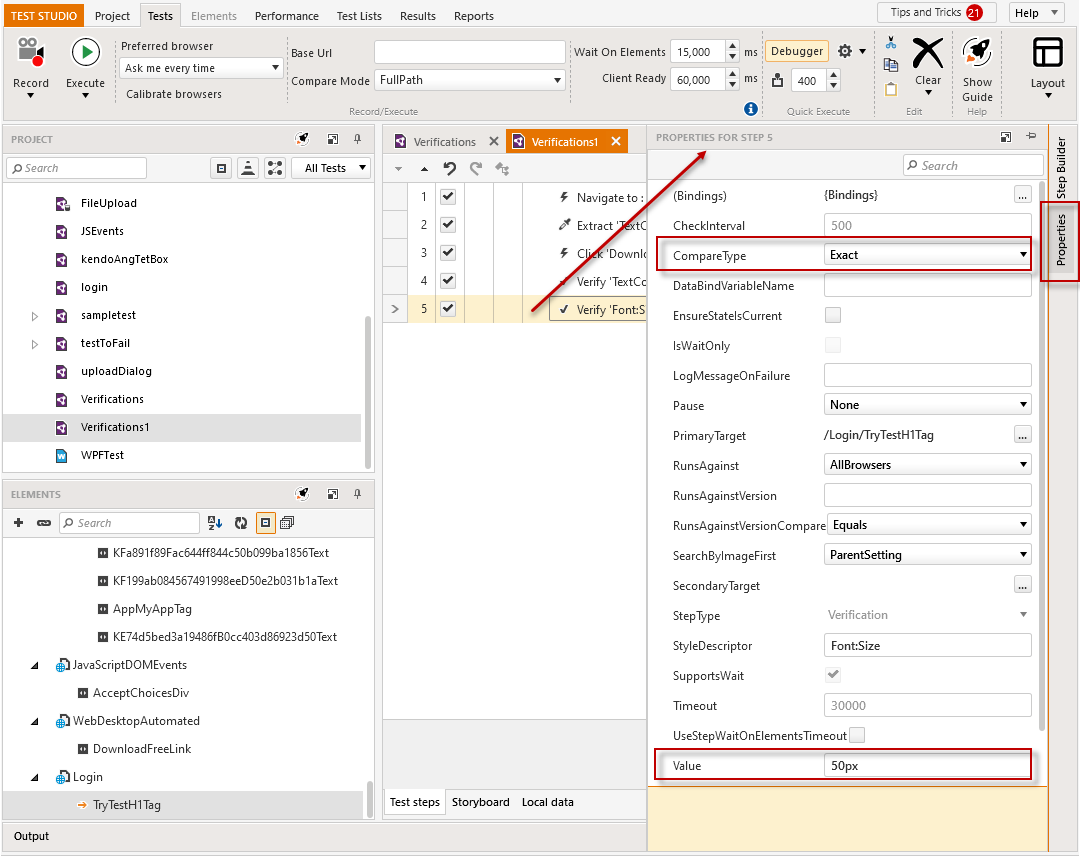 TEST STUDIO Project Tests Elements Performance Test Lists Results Reports Tips and Tricks 21 Help
Record
Execute
Preferred browser
Ask me every time
Calibrate browsers
Base Url
Compare Mode FullPath
Wait On Elements 15,000 ms
Client Ready 60,000 ms
Record/Execute
Debugger
400
Quick Execute
Clear
Edit
Show
Guide
Help
Layout
PROJECT
Search
All Tests
FileUpload
JSEvents
kendoAngTetBox
login
sampletest
testToFail
uploadDialog
Verifications
Verifications1
WPFTest
ELEMENTS
Search
KFa891f89Fac644ff844c50b099ba1856Text
KF199ab084567491998eeD50e2b031b1aText
AppMyAppTag
KE74d5bed3a19486fB0cc403d86923d50Text
JavaScriptDOMEvents
AcceptChoicesDiv
WebDesktopAutomated
DownloadFreeLink
Login
TryTestH1Tag
Output
Verifications
Verifications1
1 Navigate to :
2 Extract 'TextC
3 Click 'Downl
4 Verify 'TextCo
5 Verify 'Font:S
Test steps Storyboard Local data
PROPERTIES FOR STEP 5
Search
(Bindings) {Bindings} ...
CheckInterval 500
CompareType Exact
DataBindVariableName
EnsureStateIsCurrent
IsWaitOnly
LogMessageOnFailure
Pause None
PrimaryTarget /Login/TryTestH1Tag ...
RunsAgainst AllBrowsers
RunsAgainstVersion
RunsAgainstVersionCompare Equals
SearchByImageFirst ParentSetting
SecondaryTarget ...
StepType Verification
StyleDescriptor Font:Size
SupportsWait
Timeout 30000
UseStepWaitOnElementsTimeout
Value 50px
Step Builder
Properties